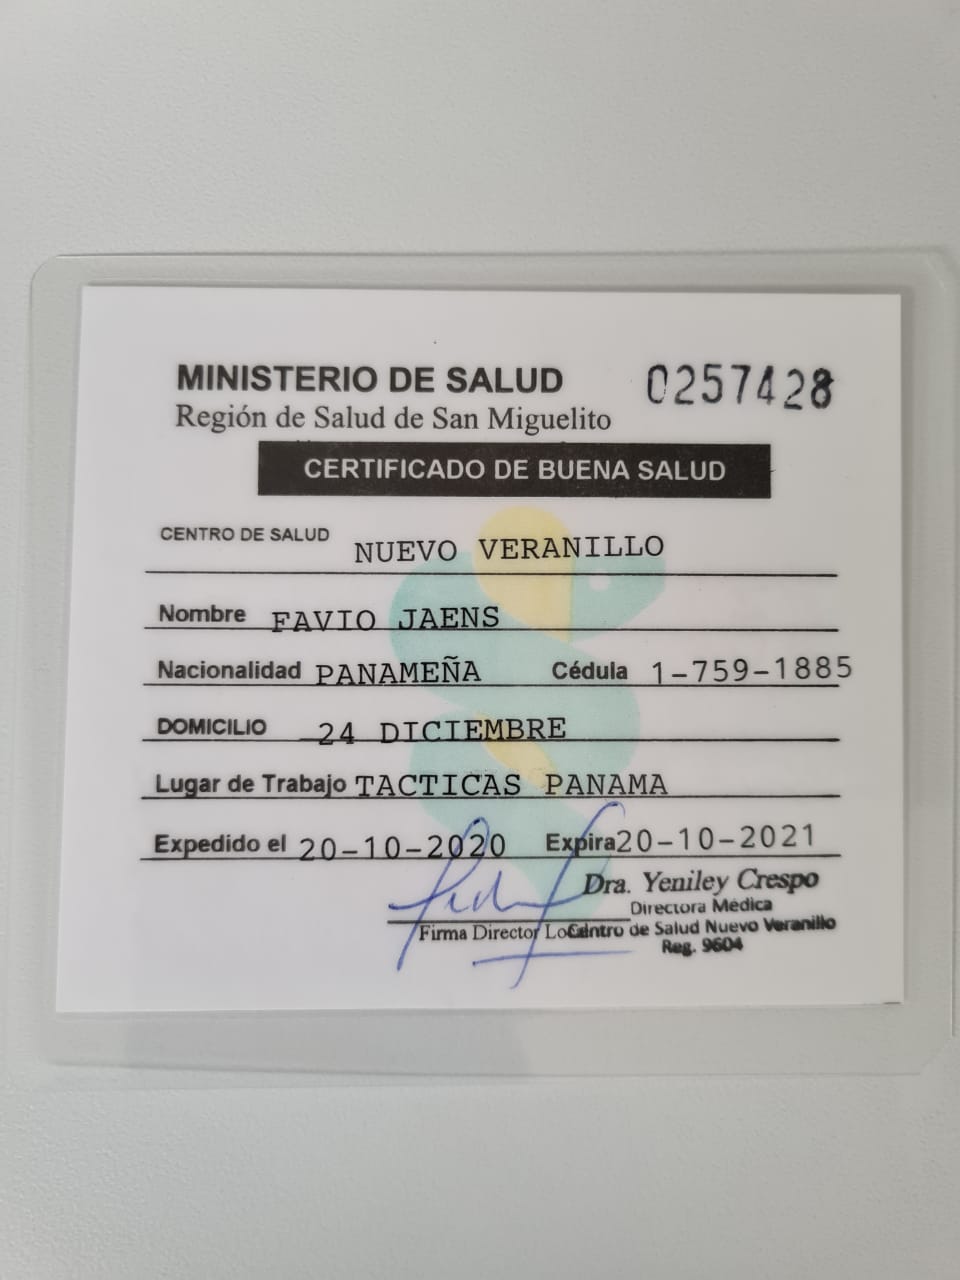 MINISTERIO DE SALUD 0257428
Región de Salud de San Miguelito
CERTIFICADO DE BUENA SALUD
CENTRO DE SALUD NUEVO VERANILLO
Nombre FAVIO JAENS
Nacionalidad PANAMEÑA Cédula 1-759-1885
DOMICILIO 24 DICIEMBRE
Lugar de Trabajo TACTICAS PANAMA
Expedido el 20-10-2020 Expira 20-10-2021
Dra. Yeniley Crespo
Directora Médica
Firma Director Local Centro de Salud Nuevo Veranillo
Reg. 9604